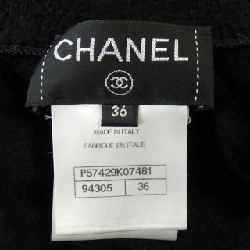 CHANEL
36
MADE IN ITALY
FABRIQUE EN ITALIE
P57429K07481
94305 36